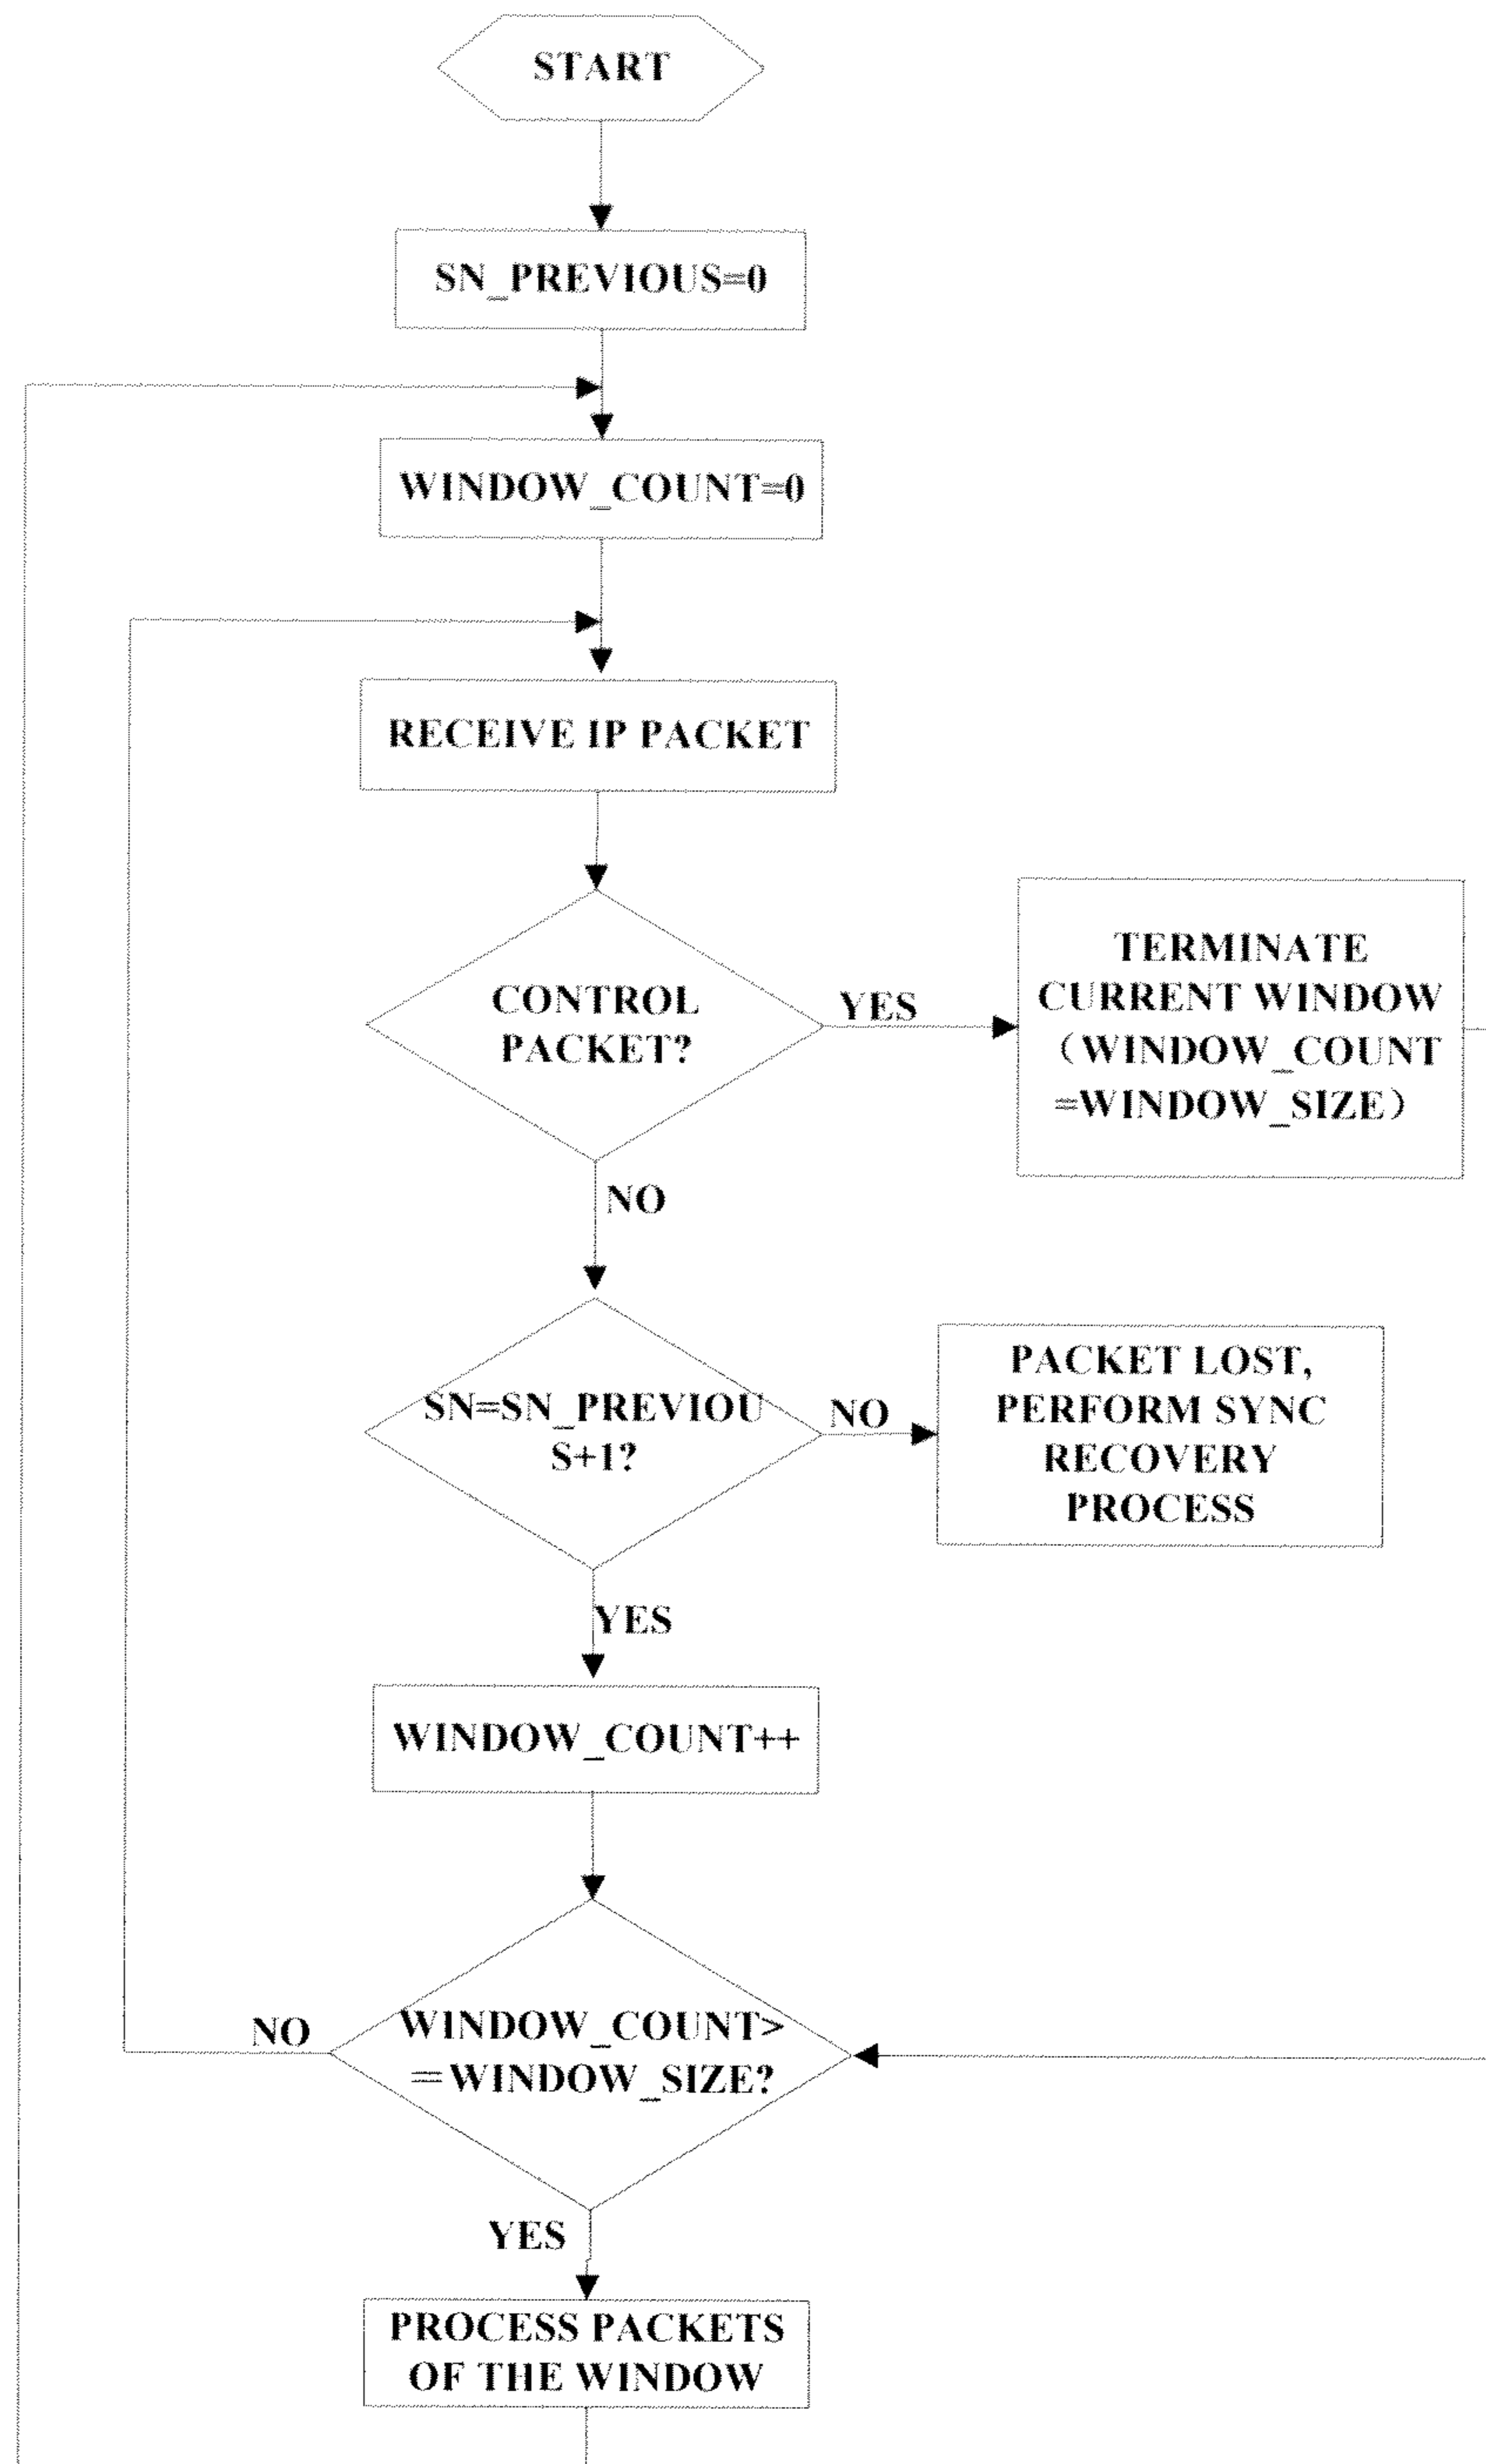 START
SN_PREVIOUS=0
WINDOW_COUNT=0
RECEIVE IP PACKET
CONTROL
PACKET?
YES
TERMINATE
CURRENT WINDOW
（WINDOW_COUNT
=WINDOW_SIZE）
NO
SN=SN_PREVIOU
S+1?
NO
PACKET LOST,
PERFORM SYNC
RECOVERY
PROCESS
YES
WINDOW_COUNT++
WINDOW_COUNT>
=WINDOW_SIZE?
NO
YES
PROCESS PACKETS
OF THE WINDOW